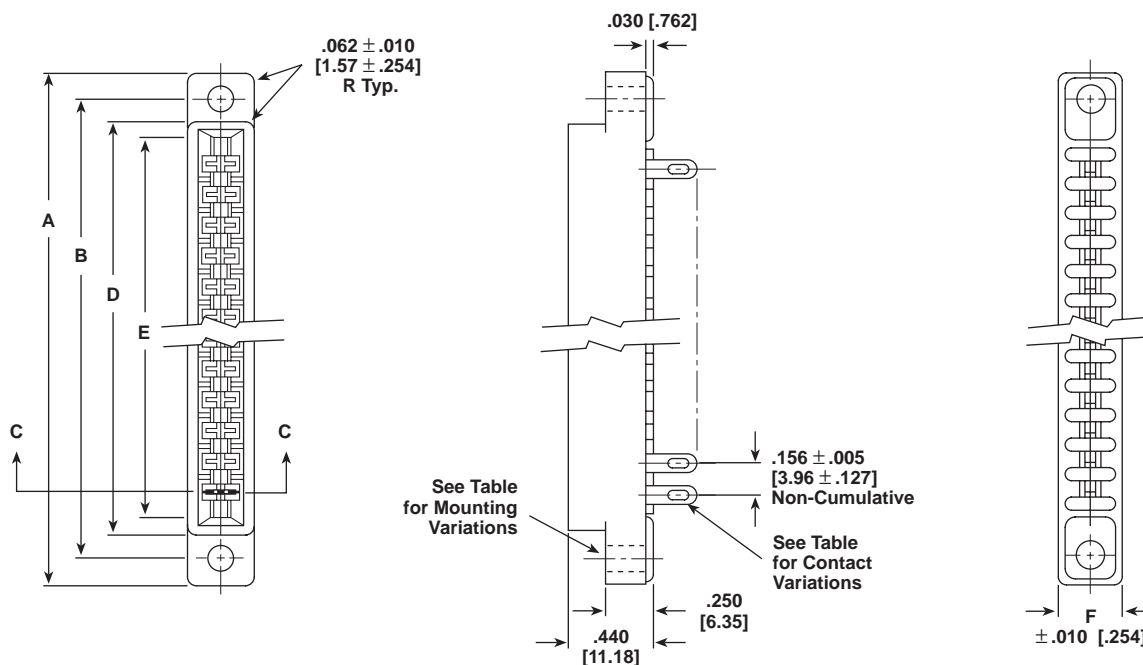 .062 ±.010
[1.57 ±.254]
R Typ.
A
B
D
E
C
C
.030 [.762]
See Table
for Mounting
Variations
.156 ±.005
[3.96 ±.127]
Non-Cumulative
See Table
for Contact
Variations
.250
[6.35]
.440
[11.18]
F
±.010 [.254]